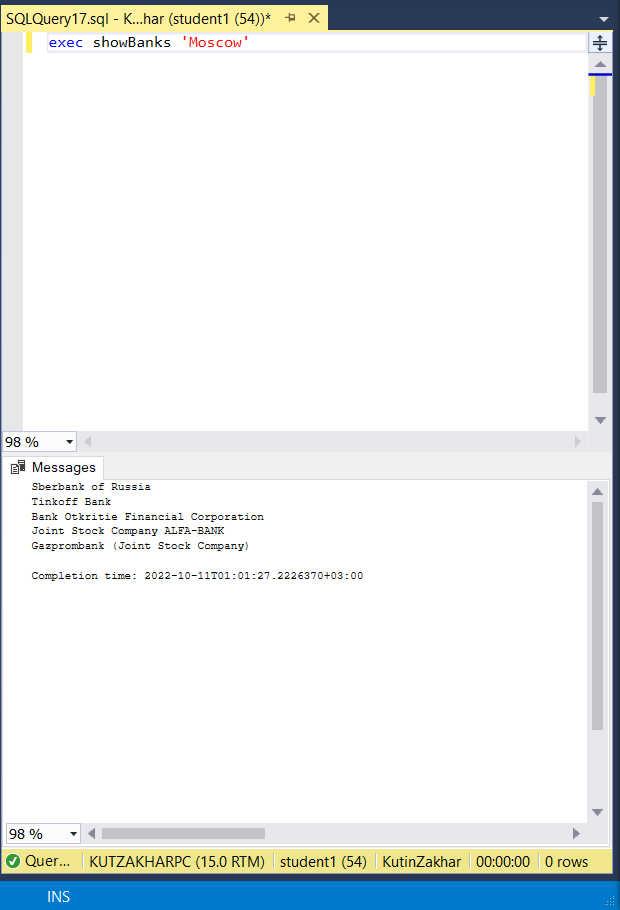 SQLQuery17.sql - K...har (student1 (54))*
exec showBanks 'Moscow'
98 %
Messages
Sberbank of Russia
Tinkoff Bank
Bank Otkritie Financial Corporation
Joint Stock Company ALFA-BANK
Gazprombank (Joint Stock Company)
Completion time: 2022-10-11T01:01:27.2226370+03:00
98 %
Quer... KUTZAKHARPC (15.0 RTM) student1 (54) KutinZakhar 00:00:00 0 rows
INS